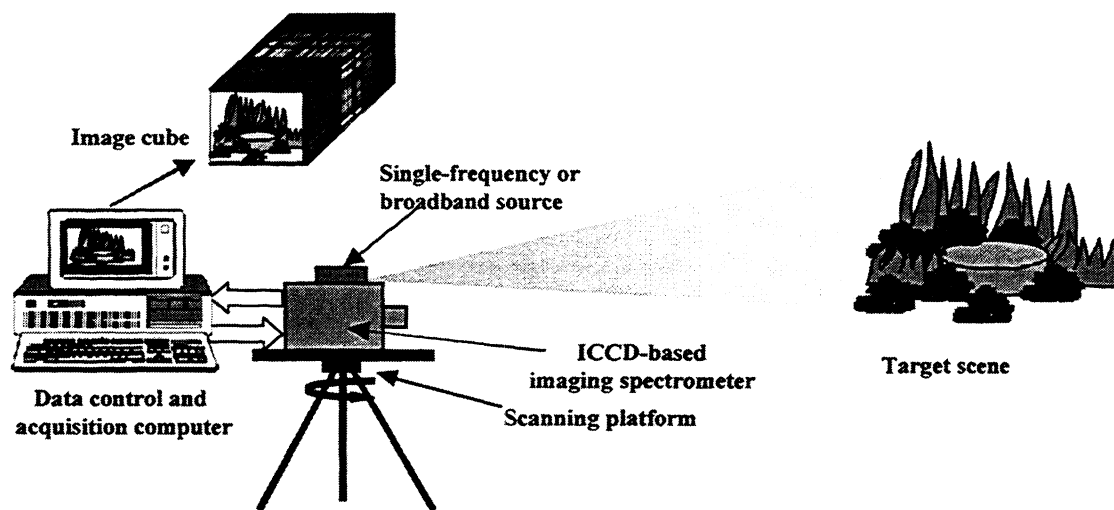 Image cube
Single-frequency or
broadband source
ICCD-based
imaging spectrometer
Target scene
Data control and
acquisition computer
Scanning platform